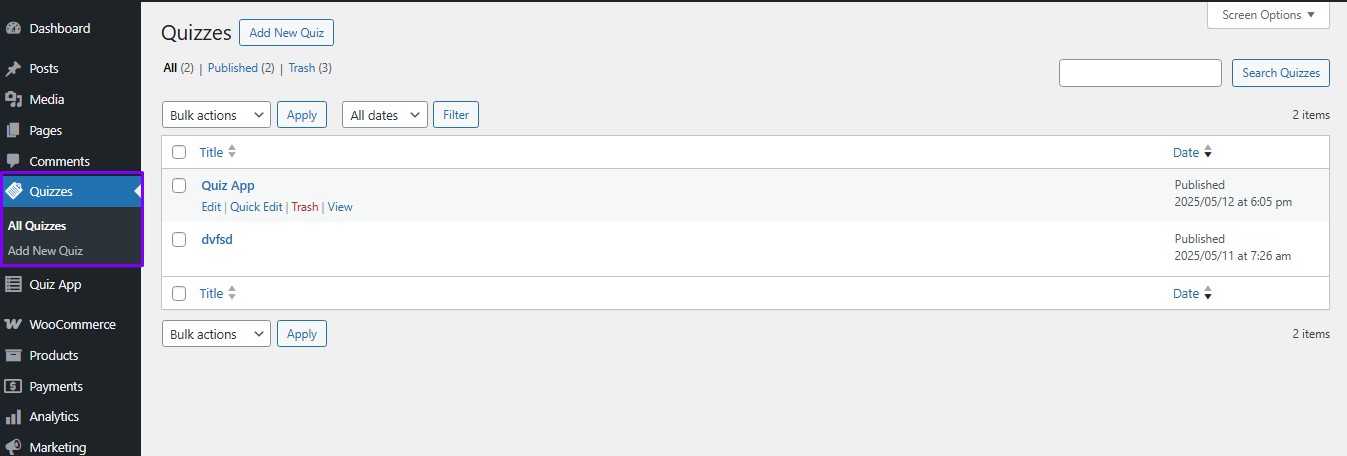 Dashboard
Posts
Media
Pages
Comments
Quizzes
All Quizzes
Add New Quiz
Quiz App
WooCommerce
Products
Payments
Analytics
Marketing
Screen Options
Quizzes Add New Quiz
All (2) | Published (2) | Trash (3)
Search Quizzes
Bulk actions Apply All dates Filter 2 items
Title Date
Quiz App Published
Edit | Quick Edit | Trash | View 2025/05/12 at 6:05 pm
dvfsd Published
2025/05/11 at 7:26 am
Title Date
Bulk actions Apply 2 items